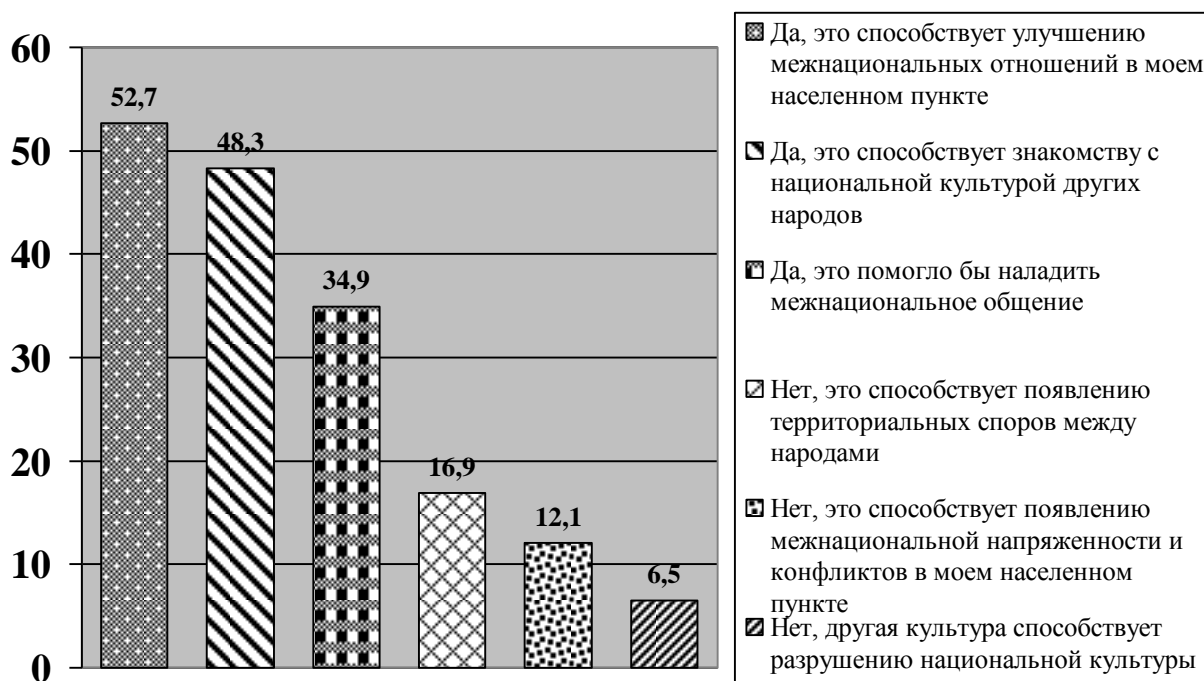 60
50
40
30
20
10
0
52,7
48,3
34,9
16,9
12,1
6,5
Да, это способствует улучшению
межнациональных отношений в моем
населенном пункте
Да, это способствует знакомству с
национальной культурой других
народов
Да, это помогло бы наладить
межнациональное общение
Нет, это способствует появлению
территориальных споров между
народами
Нет, это способствует появлению
межнациональной напряженности и
конфликтов в моем населенном
пункте
Нет, другая культура способствует
разрушению национальной культуры